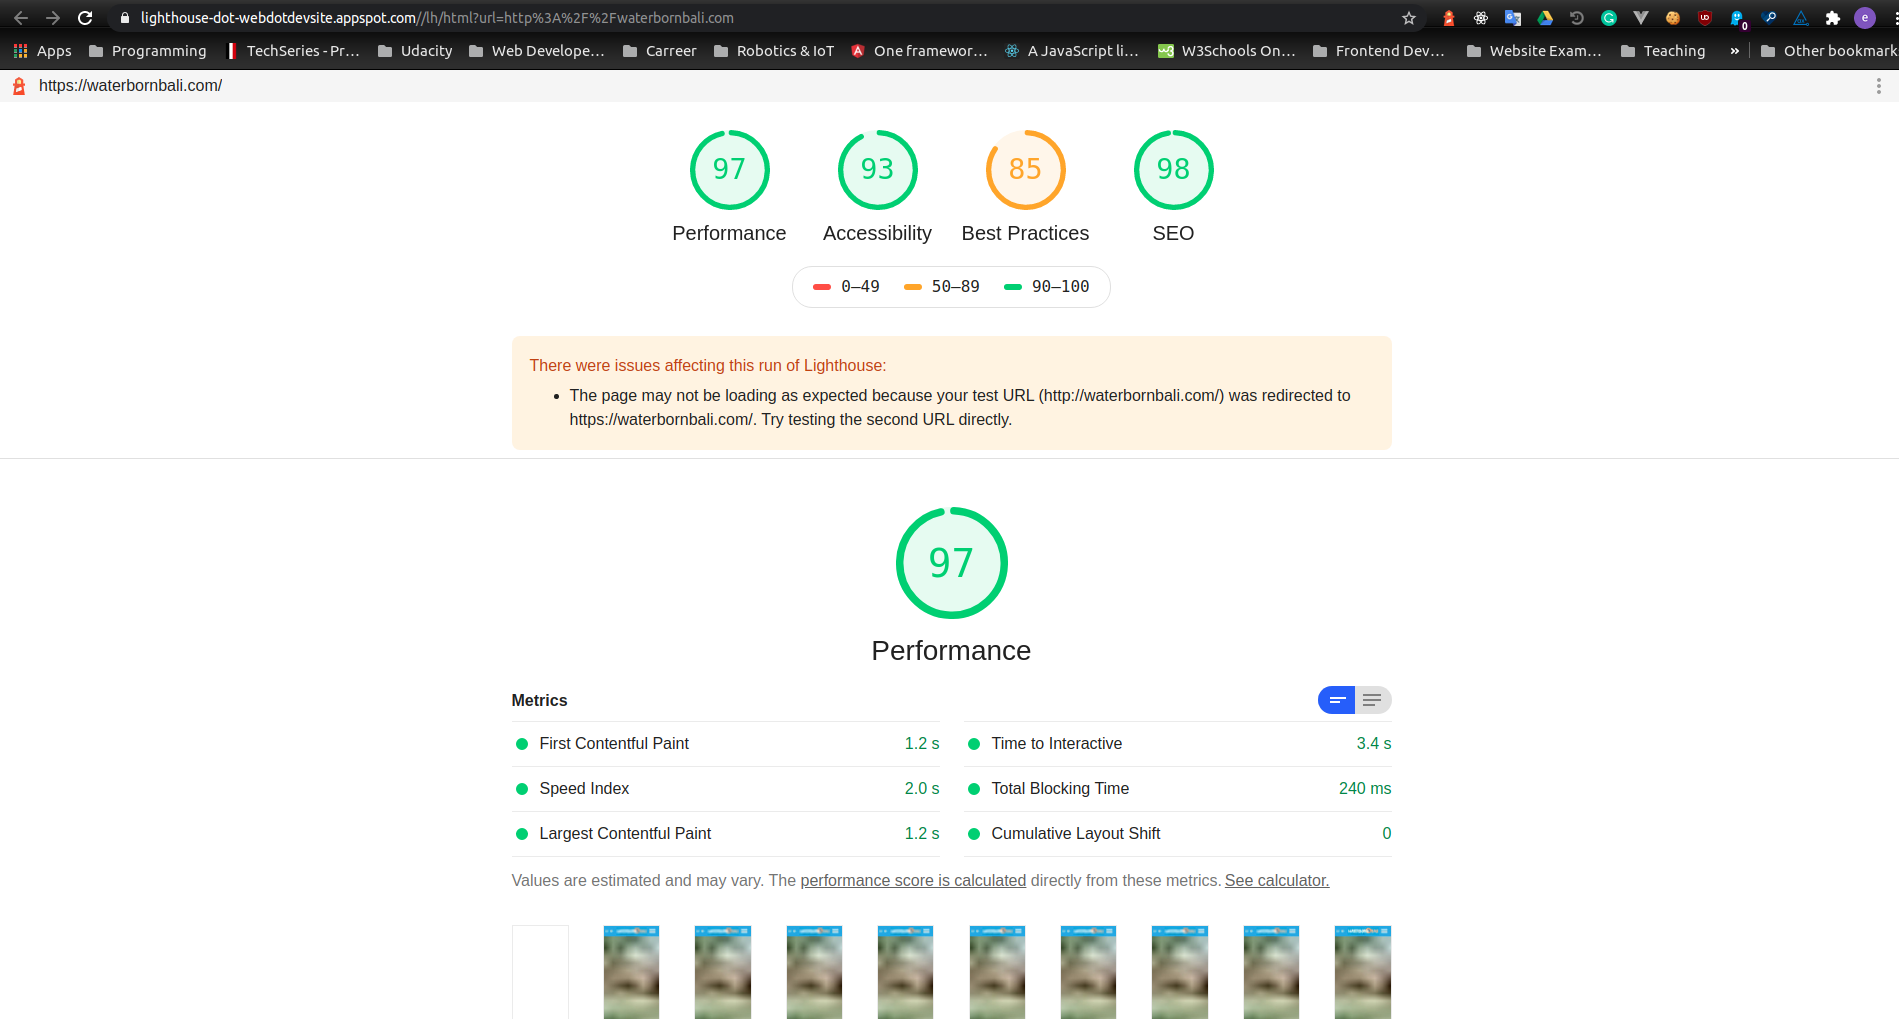 lighthouse-dot-webdotdevsite.appspot.com//lh/html?url=http%3A%2F%2Fwaterbornbali.com
e
0
Apps Programming TechSeries - Pr... Udacity Web Develope... Carreer Robotics & IoT One framewor... A JavaScript li... W3Schools On... Frontend Dev... Website Exam... Teaching » Other bookmark
https://waterbornbali.com/
97 93 85 98
Performance Accessibility Best Practices SEO
0–49 50–89 90–100
There were issues affecting this run of Lighthouse:
The page may not be loading as expected because your test URL (http://waterbornbali.com/) was redirected to
https://waterbornbali.com/. Try testing the second URL directly.
97
Performance
Metrics
First Contentful Paint 1.2 s Time to Interactive 3.4 s
Speed Index 2.0 s Total Blocking Time 240 ms
Largest Contentful Paint 1.2 s Cumulative Layout Shift 0
Values are estimated and may vary. The performance score is calculated directly from these metrics. See calculator.